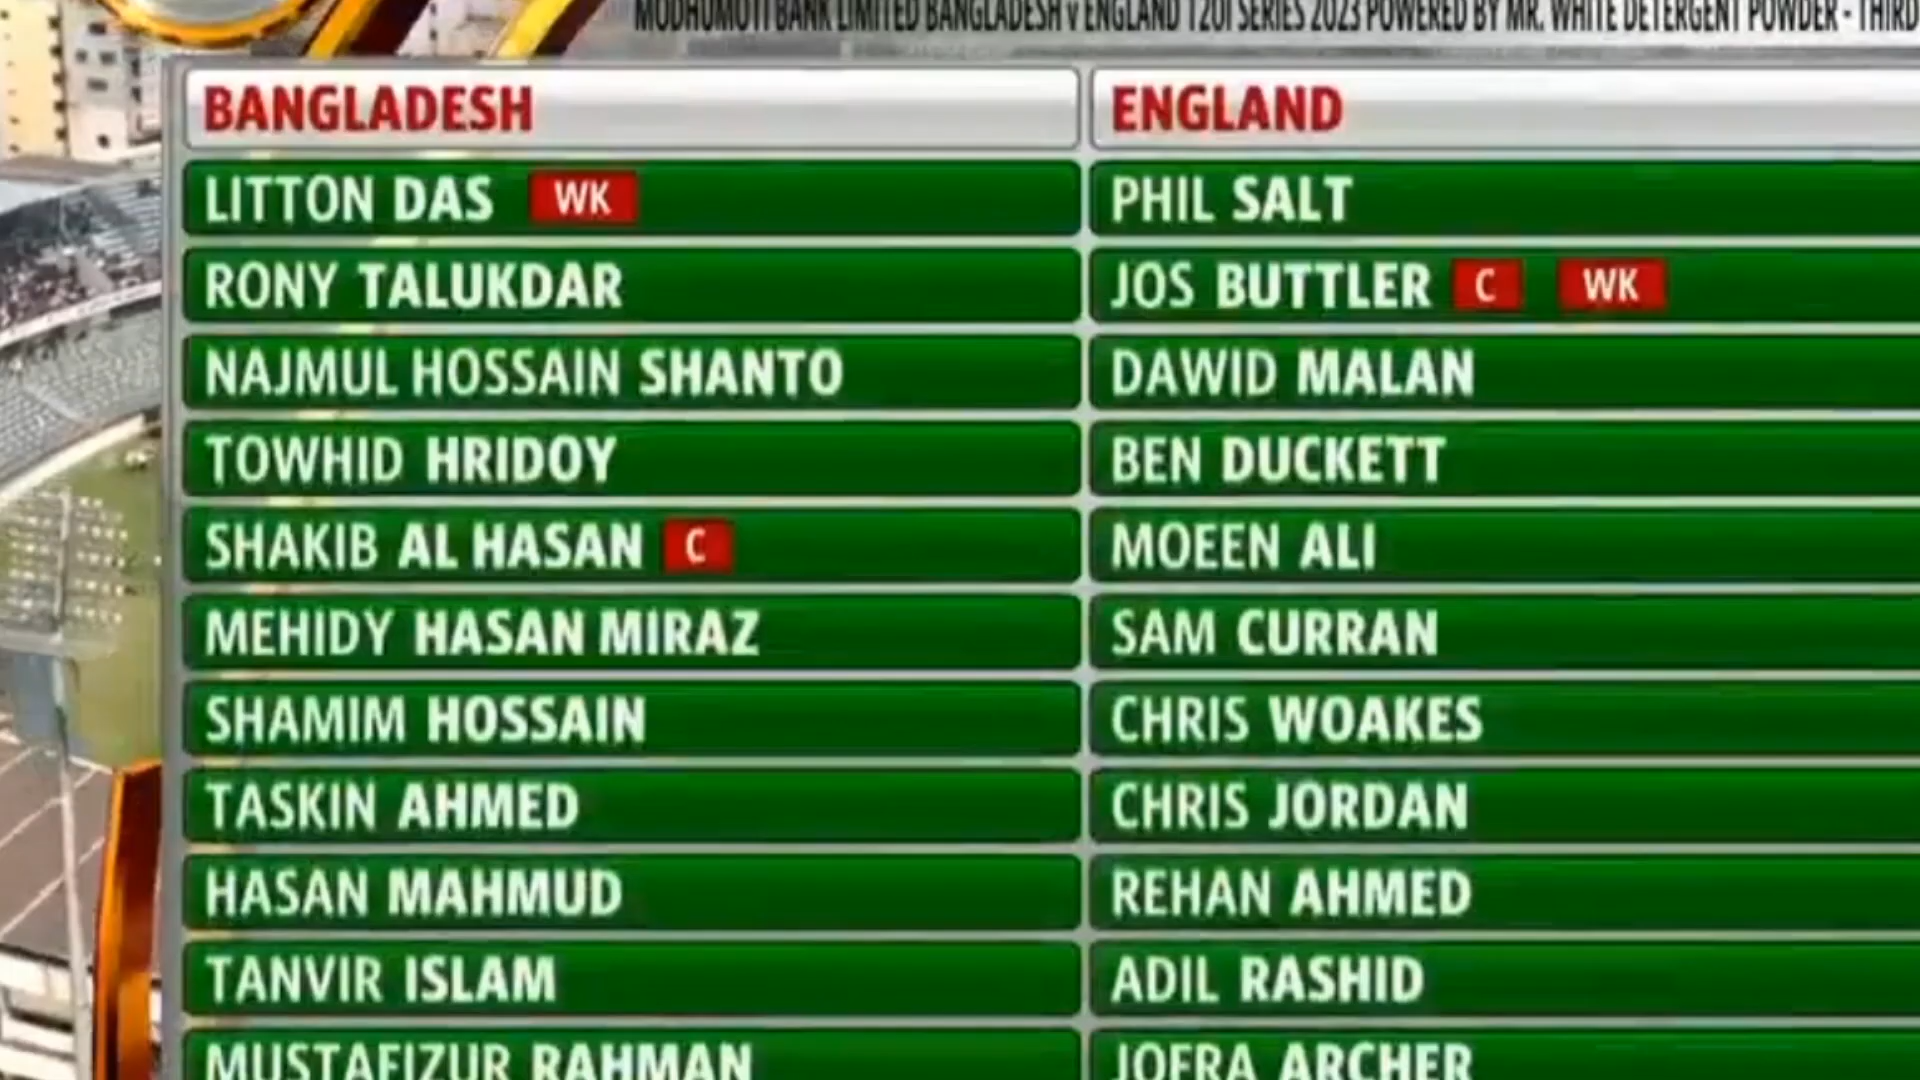 MODHUMOTI BANK LIMITED BANGLADESH v ENGLAND T20I SERIES 2023 POWERED BY MR. WHITE DETERGENT POWDER - THIRD
BANGLADESH ENGLAND
LITTON DAS WK PHIL SALT
RONY TALUKDAR JOS BUTTLER C WK
NAJMUL HOSSAIN SHANTO DAWID MALAN
TOWHID HRIDOY BEN DUCKETT
SHAKIB AL HASAN C MOEEN ALI
MEHIDY HASAN MIRAZ SAM CURRAN
SHAMIM HOSSAIN CHRIS WOAKES
TASKIN AHMED CHRIS JORDAN
HASAN MAHMUD REHAN AHMED
TANVIR ISLAM ADIL RASHID
MUSTAFIZUR RAHMAN JOFRA ARCHER